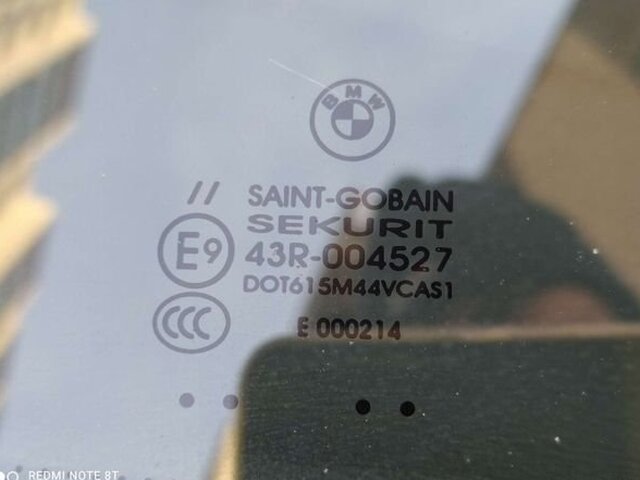 BMW
// SAINT-GOBAIN
SEKURIT
E9 43R-004527
DOT615M44VCAS1
CCC E 000214
REDMI NOTE 8T